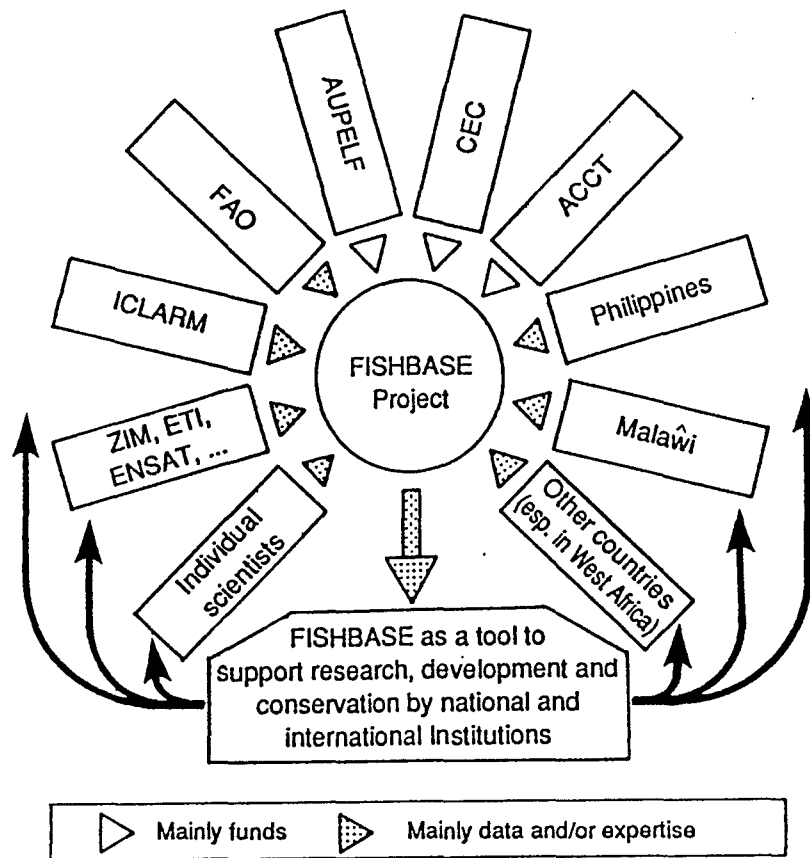 AUPELF
CEC
FAO
ACCT
ICLARM
Philippines
FISHBASE
Project
ZIM, ETI,
ENSAT, ...
Malaŵi
Individual
scientists
Other countries
(esp. in West Africa)
FISHBASE as a tool to
support research, development and
conservation by national and
international Institutions
Mainly funds
Mainly data and/or expertise